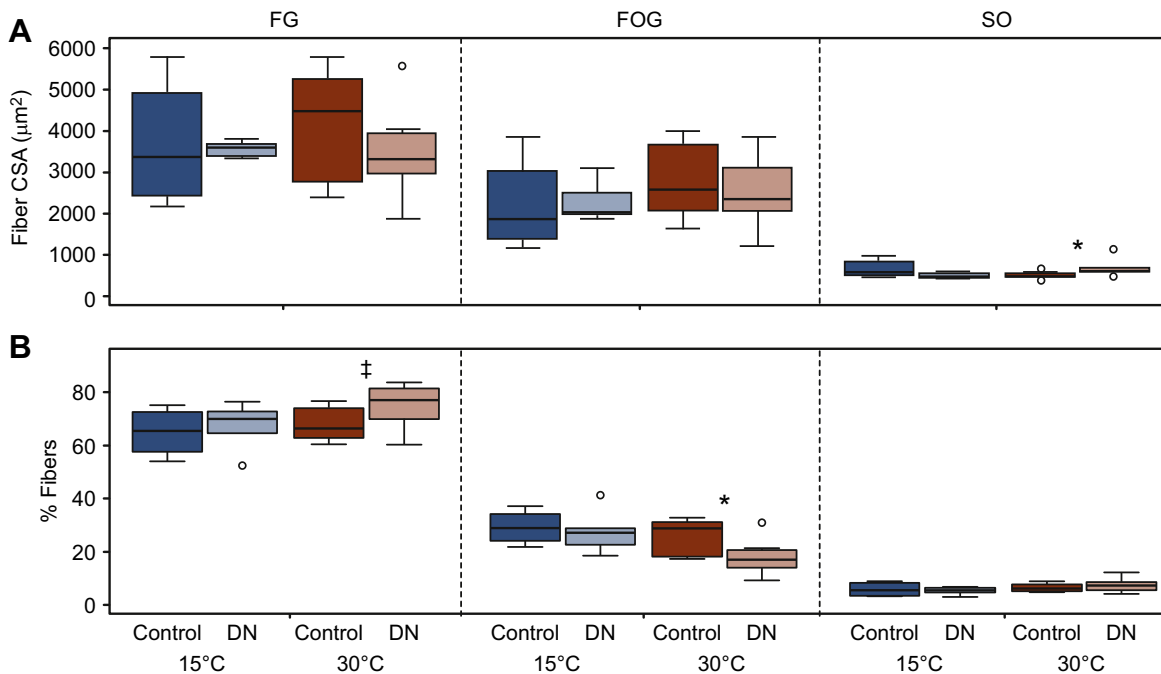 FG FOG SO
A
6000
5000
4000
3000
2000
1000
0
Fiber CSA (μm²)
*
B
80
60
40
20
0
% Fibers
‡
*
Control DN Control DN Control DN Control DN Control DN Control DN
15°C 30°C 15°C 30°C 15°C 30°C